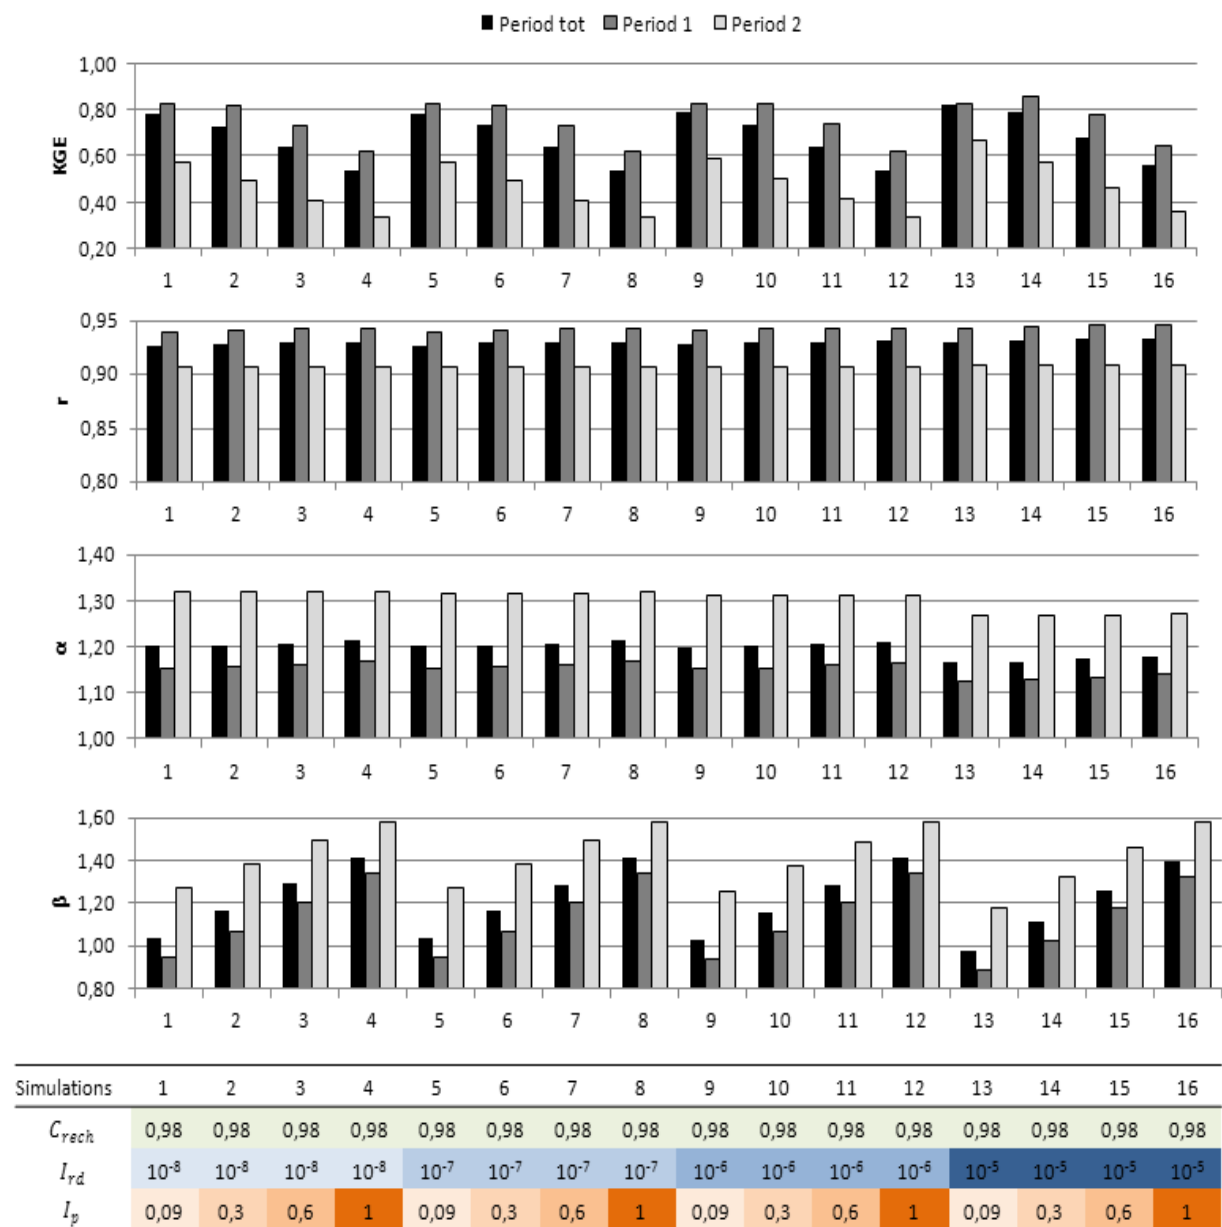 Period tot Period 1 Period 2
1,00
0,80
0,60
0,40
0,20
KGE
1 2 3 4 5 6 7 8 9 10 11 12 13 14 15 16
0,95
0,90
0,85
0,80
r
1 2 3 4 5 6 7 8 9 10 11 12 13 14 15 16
1,40
1,30
1,20
1,10
1,00
α
1 2 3 4 5 6 7 8 9 10 11 12 13 14 15 16
1,60
1,40
1,20
1,00
0,80
β
1 2 3 4 5 6 7 8 9 10 11 12 13 14 15 16
Simulations 1 2 3 4 5 6 7 8 9 10 11 12 13 14 15 16
C_rech 0,98 0,98 0,98 0,98 0,98 0,98 0,98 0,98 0,98 0,98 0,98 0,98 0,98 0,98 0,98 0,98
I_rd 10⁻⁸ 10⁻⁸ 10⁻⁸ 10⁻⁸ 10⁻⁷ 10⁻⁷ 10⁻⁷ 10⁻⁷ 10⁻⁶ 10⁻⁶ 10⁻⁶ 10⁻⁶ 10⁻⁵ 10⁻⁵ 10⁻⁵ 10⁻⁵
I_p 0,09 0,3 0,6 1 0,09 0,3 0,6 1 0,09 0,3 0,6 1 0,09 0,3 0,6 1